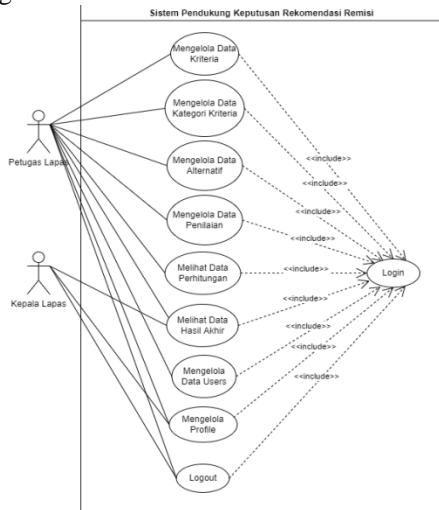 Sistem Pendukung Keputusan Rekomendasi Remisi
Mengelola Data
Kriteria
Mengelola Data
Kategori Kriteria
Petugas Lapas
Mengelola Data
Alternatif
Mengelola Data
Penilaian
Melihat Data
Perhitungan
Kepala Lapas
Melihat Data
Hasil Akhir
Mengelola
Data Users
Mengelola
Profile
Logout
<<include>>
<<include>>
<<include>>
<<include>>
<<include>>
<<include>>
<<include>>
<<include>>
<<include>>
Login